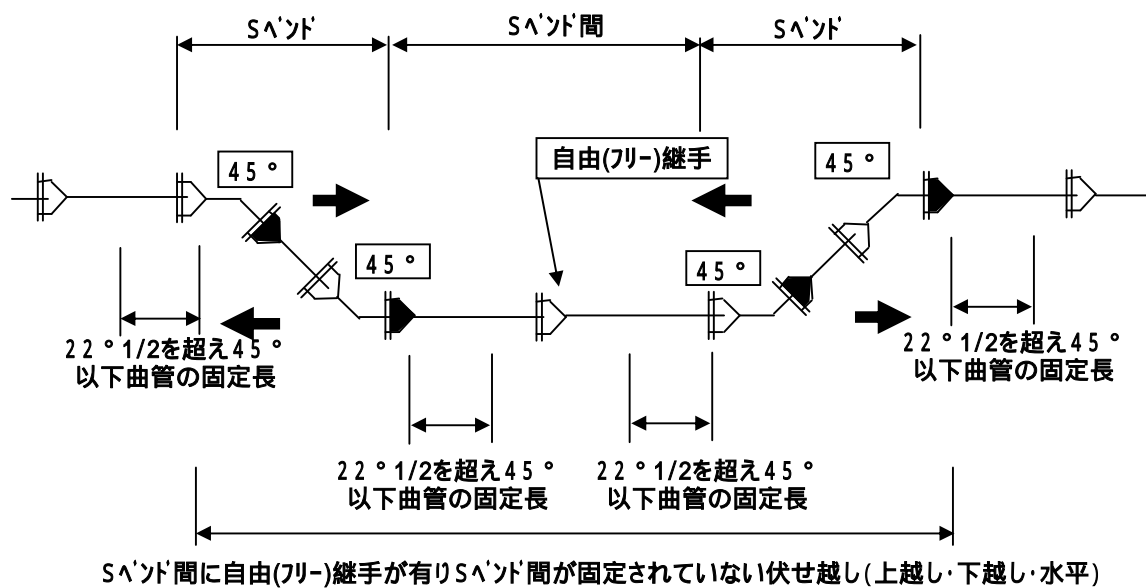 Sベンド
Sベンド間
Sベンド
自由(フリー)継手
45°
45°
45°
45°
22°1/2を超え45°
以下曲管の固定長
22°1/2を超え45°
以下曲管の固定長
22°1/2を超え45°
以下曲管の固定長
22°1/2を超え45°
以下曲管の固定長
Sベンド間に自由(フリー)継手が有りSベンド間が固定されていない伏せ越し(上越し・下越し・水平)